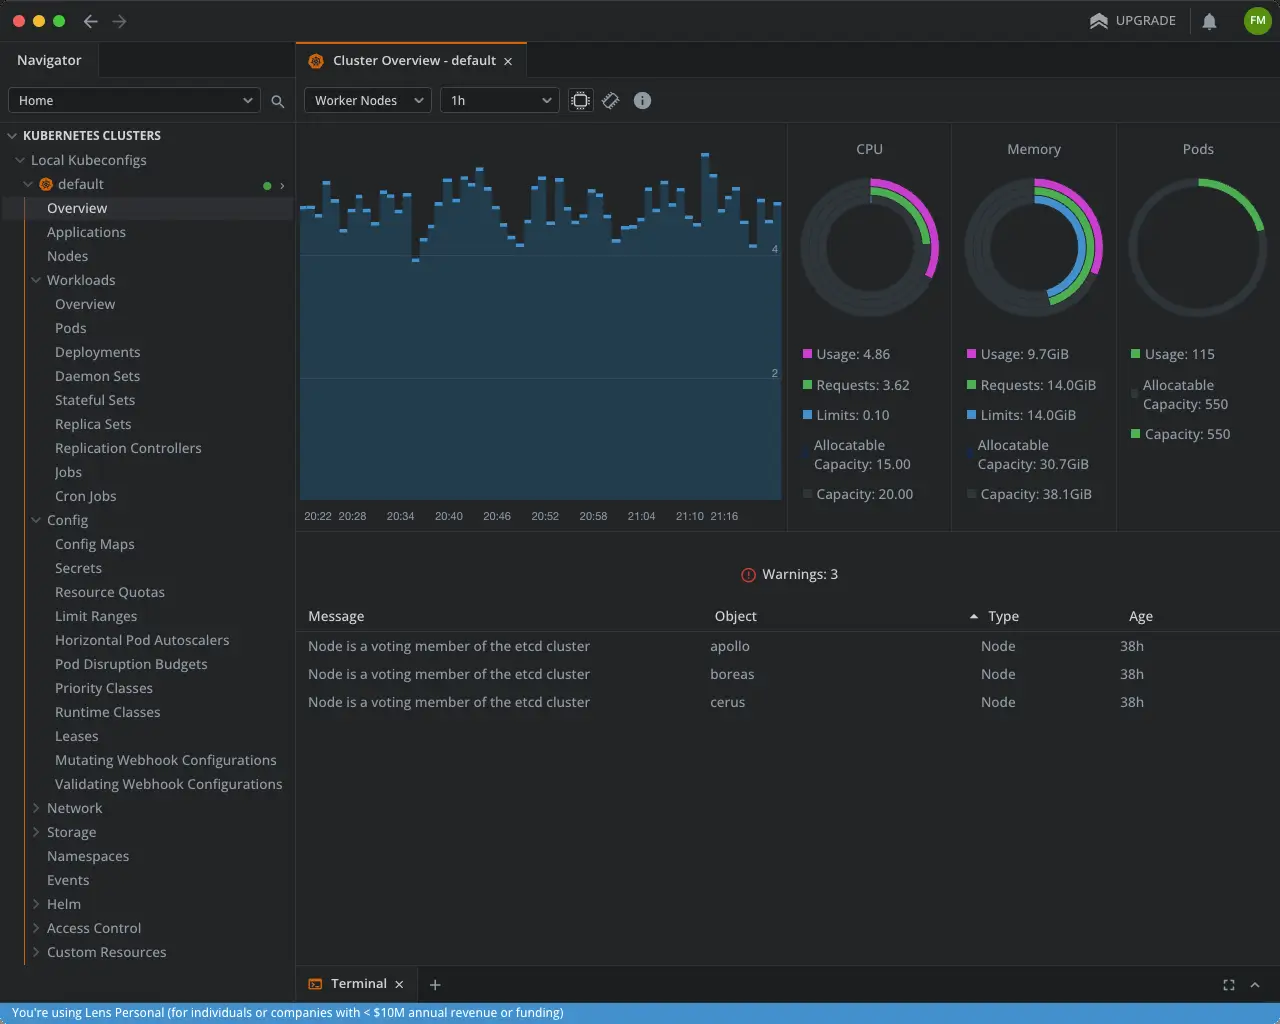 UPGRADE
FM
Navigator
Cluster Overview - default
Home
Worker Nodes
1h
KUBERNETES CLUSTERS
Local Kubeconfigs
default
Overview
Applications
Nodes
Workloads
Overview
Pods
Deployments
Daemon Sets
Stateful Sets
Replica Sets
Replication Controllers
Jobs
Cron Jobs
Config
Config Maps
Secrets
Resource Quotas
Limit Ranges
Horizontal Pod Autoscalers
Pod Disruption Budgets
Priority Classes
Runtime Classes
Leases
Mutating Webhook Configurations
Validating Webhook Configurations
Network
Storage
Namespaces
Events
Helm
Access Control
Custom Resources
4
2
20:22 20:28 20:34 20:40 20:46 20:52 20:58 21:04 21:10 21:16
CPU
Usage: 4.86
Requests: 3.62
Limits: 0.10
Allocatable
Capacity: 15.00
Capacity: 20.00
Memory
Usage: 9.7GiB
Requests: 14.0GiB
Limits: 14.0GiB
Allocatable
Capacity: 30.7GiB
Capacity: 38.1GiB
Pods
Usage: 115
Allocatable
Capacity: 550
Capacity: 550
Warnings: 3
Message Object Type Age
Node is a voting member of the etcd cluster apollo Node 38h
Node is a voting member of the etcd cluster boreas Node 38h
Node is a voting member of the etcd cluster cerus Node 38h
Terminal
You're using Lens Personal (for individuals or companies with < $10M annual revenue or funding)